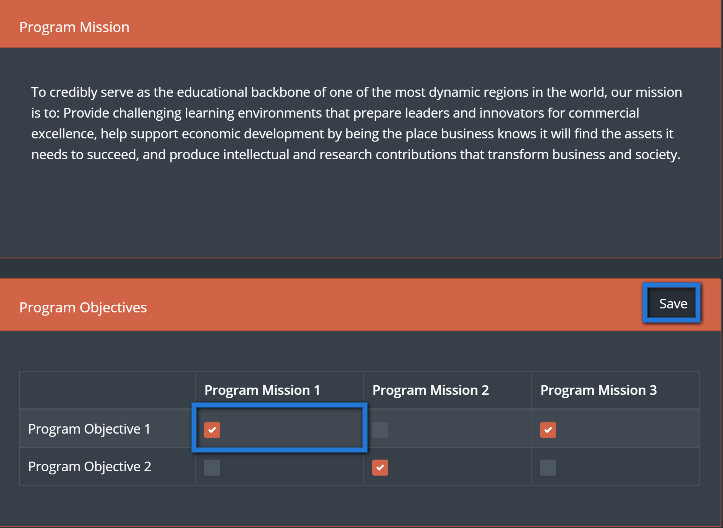 Program Mission
To credibly serve as the educational backbone of one of the most dynamic regions in the world, our mission
is to: Provide challenging learning environments that prepare leaders and innovators for commercial
excellence, help support economic development by being the place business knows it will find the assets it
needs to succeed, and produce intellectual and research contributions that transform business and society.
Program Objectives
Save
Program Mission 1
Program Mission 2
Program Mission 3
Program Objective 1
Program Objective 2